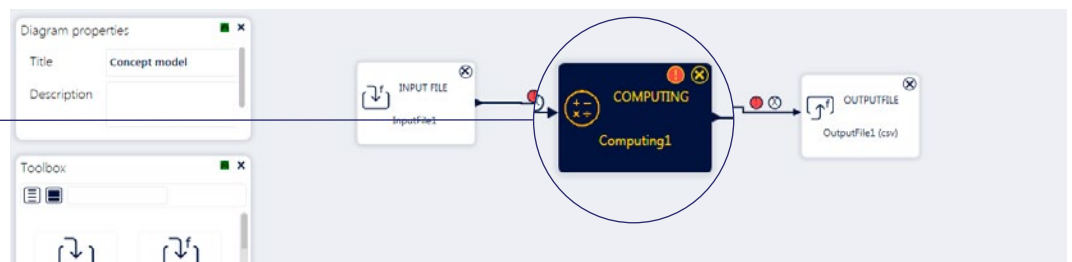 Diagram properties
Title
Concept model
Description
Toolbox
INPUT FILE
InputFile1
COMPUTING
Computing1
OUTPUTFILE
OutputFile1 (csv)